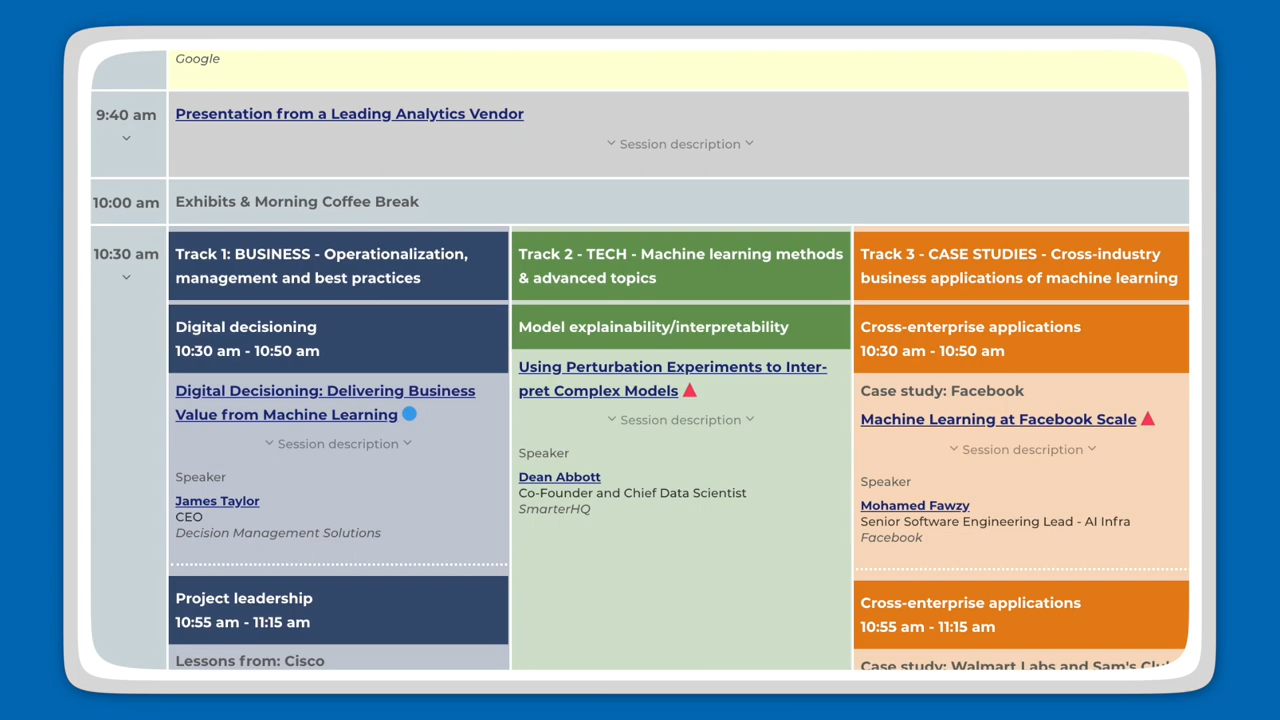 Google
9:40 am
Presentation from a Leading Analytics Vendor
Session description
10:00 am
Exhibits & Morning Coffee Break
10:30 am
Track 1: BUSINESS - Operationalization,
management and best practices
Digital decisioning
10:30 am - 10:50 am
Digital Decisioning: Delivering Business
Value from Machine Learning
Session description
Speaker
James Taylor
CEO
Decision Management Solutions
Project leadership
10:55 am - 11:15 am
Lessons from: Cisco
Track 2 - TECH - Machine learning methods
& advanced topics
Model explainability/interpretability
Using Perturbation Experiments to Inter-
pret Complex Models
Session description
Speaker
Dean Abbott
Co-Founder and Chief Data Scientist
SmarterHQ
Track 3 - CASE STUDIES - Cross-industry
business applications of machine learning
Cross-enterprise applications
10:30 am - 10:50 am
Case study: Facebook
Machine Learning at Facebook Scale
Session description
Speaker
Mohamed Fawzy
Senior Software Engineering Lead - AI Infra
Facebook
Cross-enterprise applications
10:55 am - 11:15 am
Case study: Walmart Labs and Sam's Club